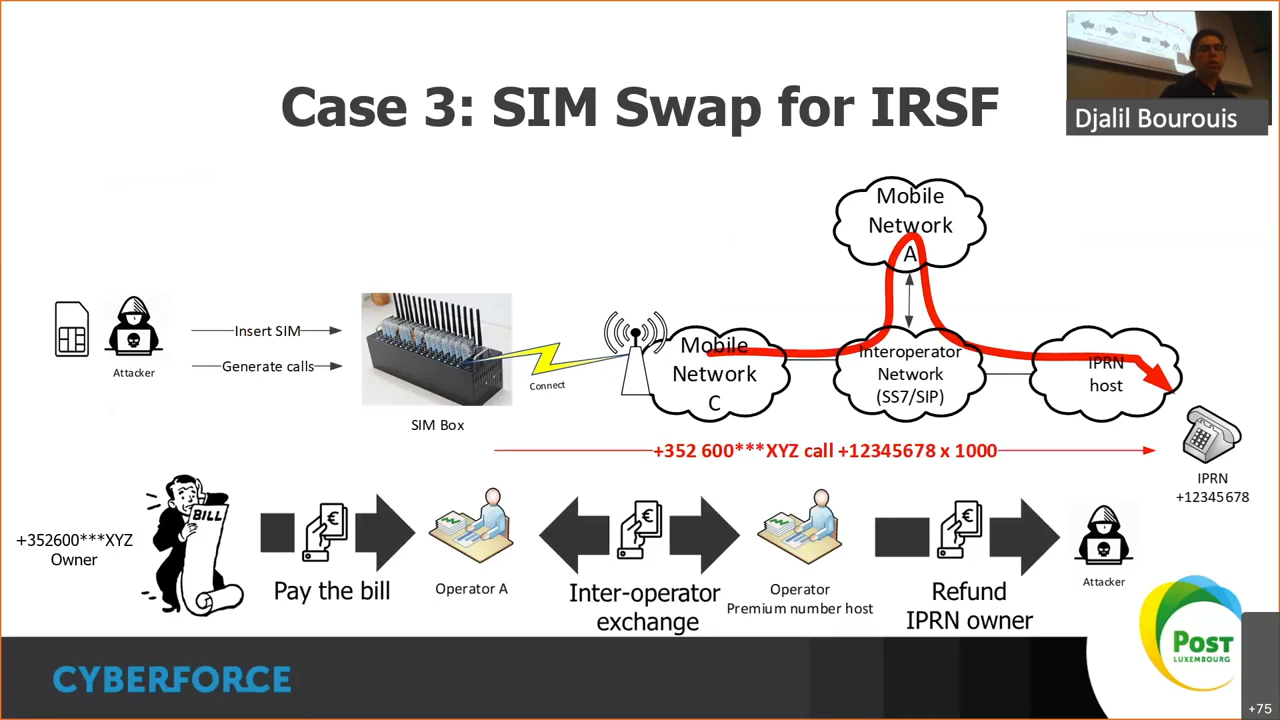 Case 3: SIM Swap for IRSF
Djalil Bourouis
Mobile
Network
A
Insert SIM
Generate calls
Attacker
SIM Box
Connect
Mobile
Network
C
Interoperator
Network
(SS7/SIP)
IPRN
host
+352 600***XYZ call +12345678 x 1000
IPRN
+12345678
+352600***XYZ
Owner
BILL
Pay the bill
Operator A
Inter-operator
exchange
Operator
Premium number host
Refund
IPRN owner
Attacker
CYBERFORCE
POST
LUXEMBOURG
+75